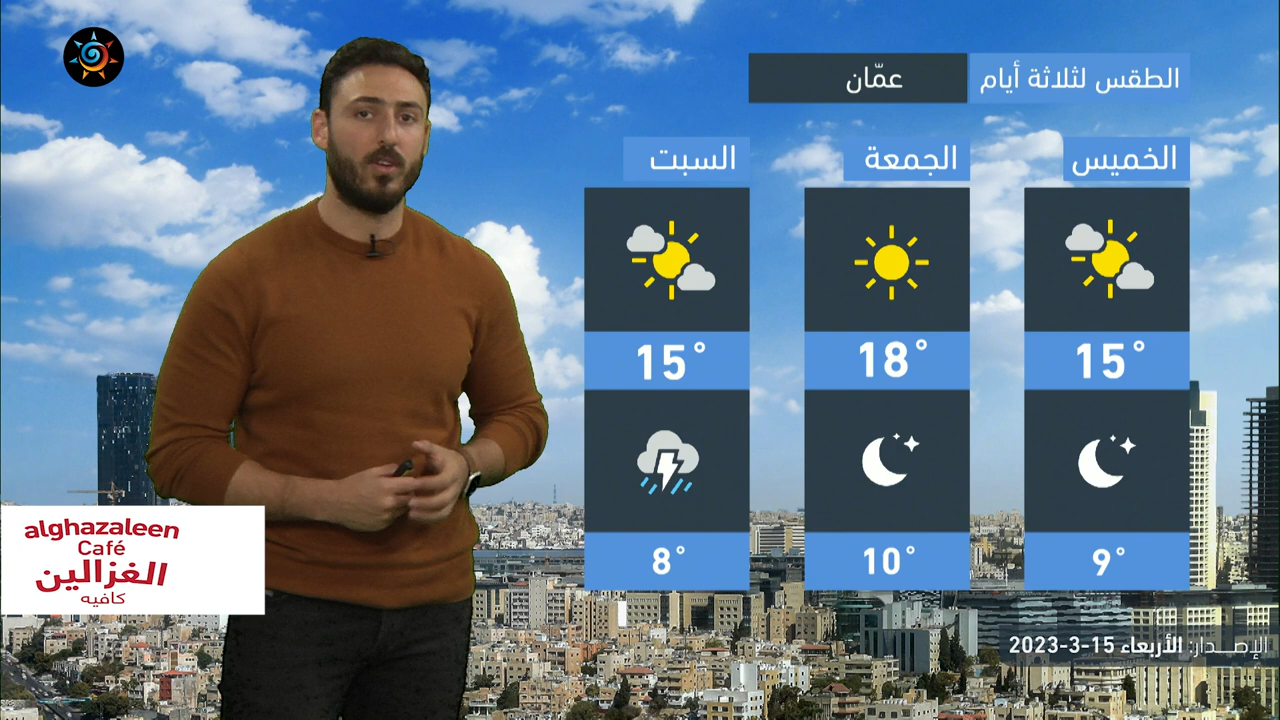 الطقس لثلاثة أيام
عمّان
الخميس
الجمعة
السبت
15°
18°
15°
9°
10°
8°
alghazaleen
Café
الغزالين
كافيه
الإصــدار: الأربعاء 15-3-2023